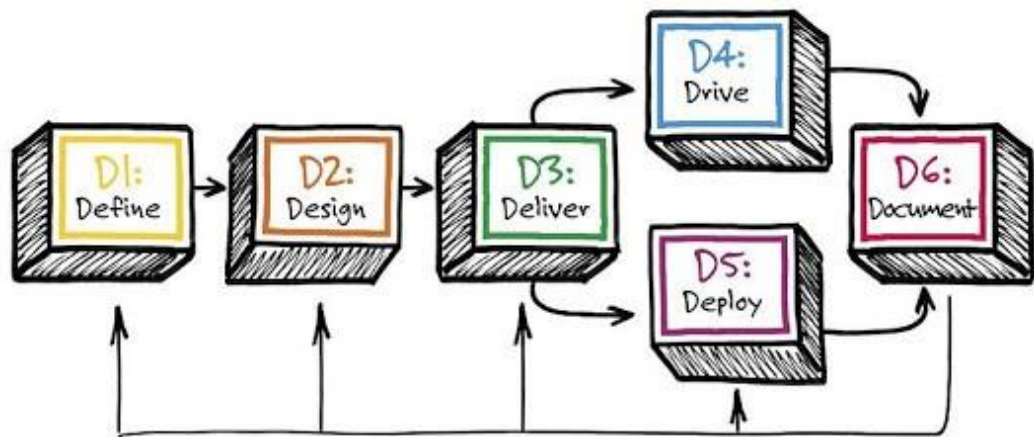 D1:
Define
D2:
Design
D3:
Deliver
D4:
Drive
D5:
Deploy
D6:
Document